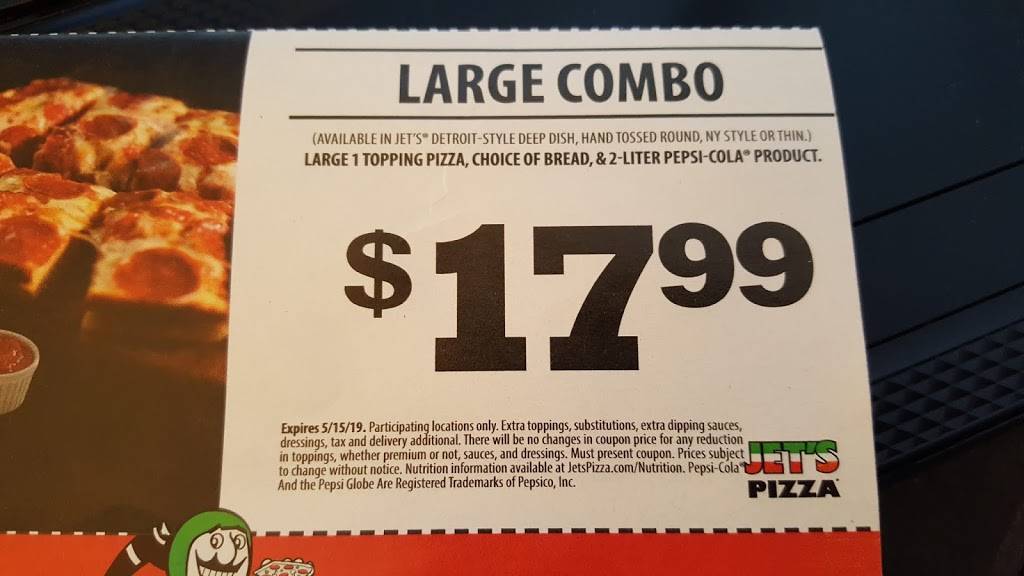 LARGE COMBO
(AVAILABLE IN JET'S® DETROIT-STYLE DEEP DISH, HAND TOSSED ROUND, NY STYLE OR THIN.)
LARGE 1 TOPPING PIZZA, CHOICE OF BREAD, & 2-LITER PEPSI-COLA® PRODUCT.
$1799
Expires 5/15/19. Participating locations only. Extra toppings, substitutions, extra dipping sauces,
dressings, tax and delivery additional. There will be no changes in coupon price for any reduction
in toppings, whether premium or not, sauces, and dressings. Must present coupon. Prices subject
to change without notice. Nutrition information available at JetsPizza.com/Nutrition. Pepsi-Cola®
And the Pepsi Globe Are Registered Trademarks of Pepsico, Inc.
JET'S
PIZZA